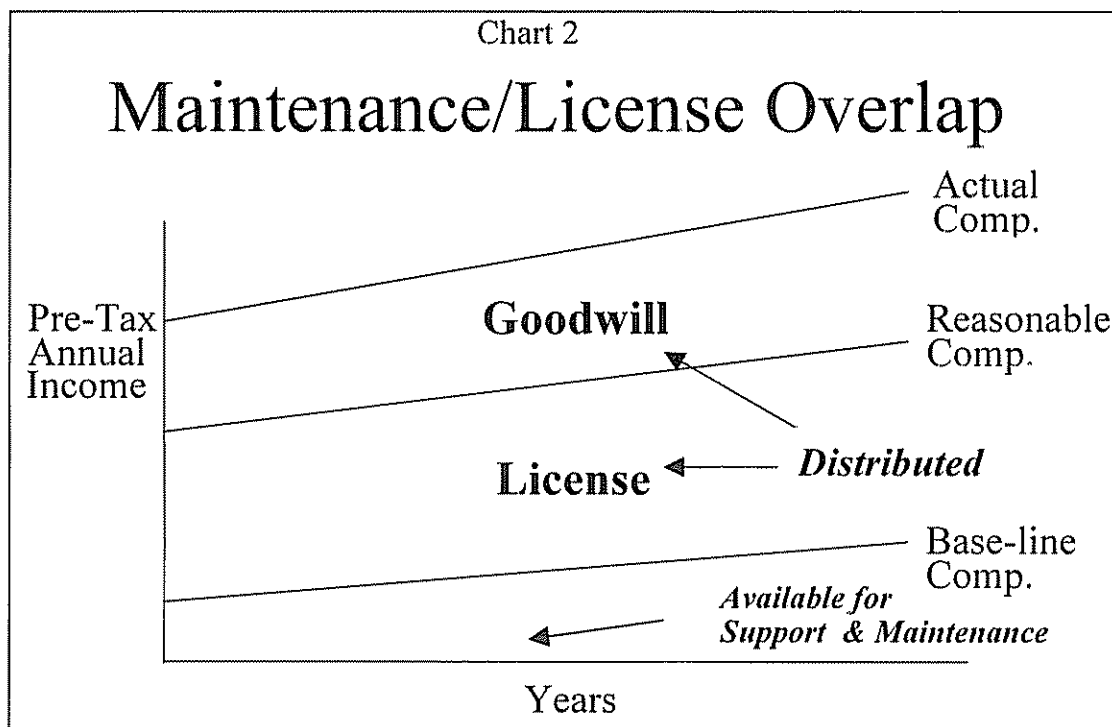 Chart 2
Maintenance/License Overlap
Actual
Comp.
Pre-Tax
Annual
Income
Goodwill
Reasonable
Comp.
Distributed
License
Base-line
Comp.
Available for
Support & Maintenance
Years